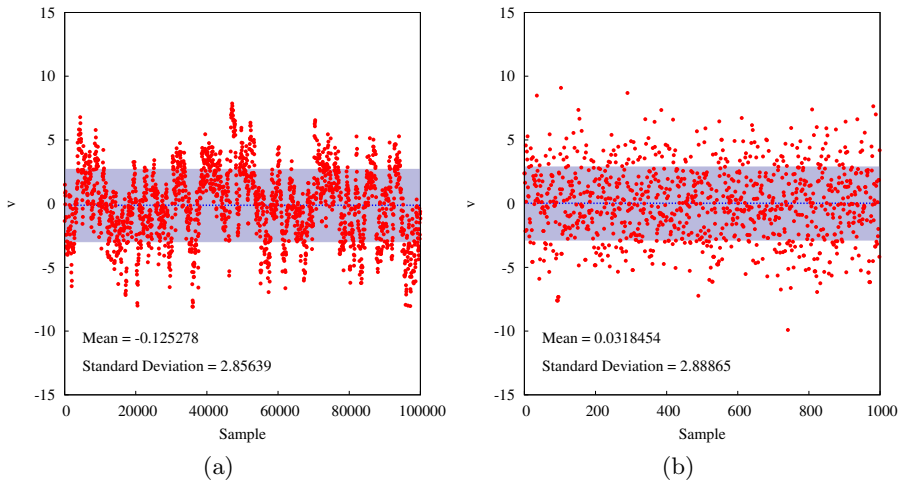 15
10
5
0
-5
-10
-15
v
Mean = -0.125278
Standard Deviation = 2.85639
0 20000 40000 60000 80000 100000
Sample
(a)
15
10
5
0
-5
-10
-15
v
Mean = 0.0318454
Standard Deviation = 2.88865
0 200 400 600 800 1000
Sample
(b)